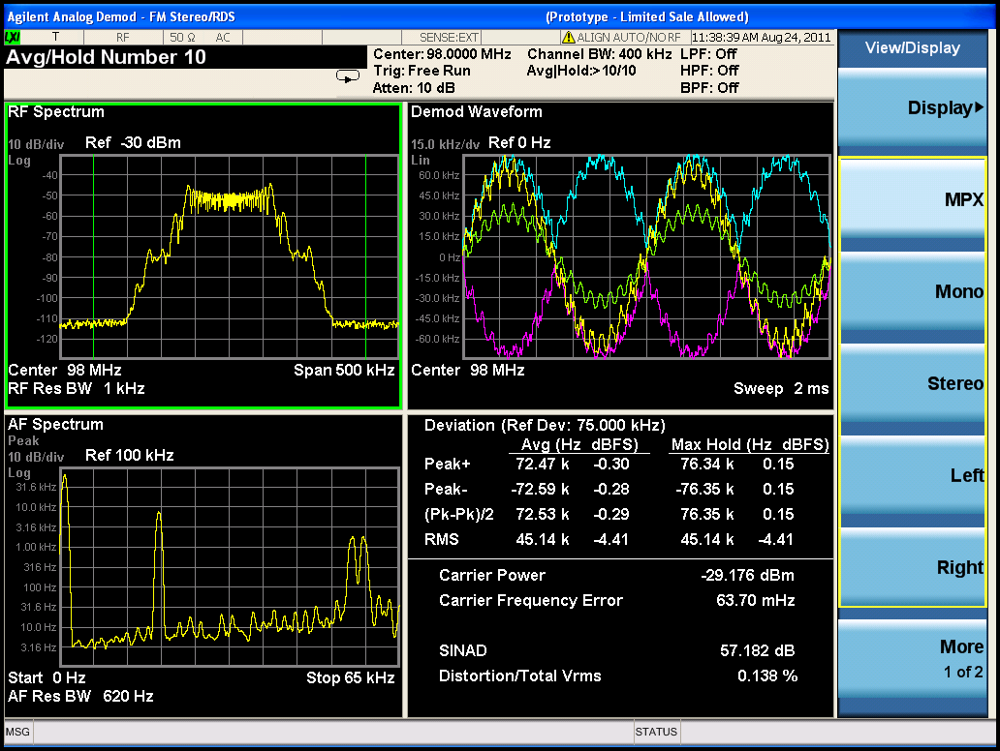 Agilent Analog Demod - FM Stereo/RDS (Prototype - Limited Sale Allowed)
LXI T RF 50 Ω AC SENSE:EXT ALIGN AUTO/NO RF 11:38:39 AM Aug 24, 2011
Avg/Hold Number 10
Center: 98.0000 MHz Channel BW: 400 kHz LPF: Off
Trig: Free Run Avg|Hold:>10/10 HPF: Off
Atten: 10 dB BPF: Off
RF Spectrum
10 dB/div Ref -30 dBm
Log
-40
-50
-60
-70
-80
-90
-100
-110
-120
Center 98 MHz Span 500 kHz
RF Res BW 1 kHz
Demod Waveform
15.0 kHz/dv Ref 0 Hz
Lin
60.0 kHz
45.0 kHz
30.0 kHz
15.0 kHz
0 Hz
-15.0 kHz
-30.0 kHz
-45.0 kHz
-60.0 kHz
Center 98 MHz
Sweep 2 ms
AF Spectrum
Peak
10 dB/div Ref 100 kHz
Log
31.6 kHz
10.0 kHz
3.16 kHz
1.00 kHz
316 Hz
100 Hz
31.6 Hz
10.0 Hz
3.16 Hz
Start 0 Hz Stop 65 kHz
AF Res BW 620 Hz
Deviation (Ref Dev: 75.000 kHz)
Avg (Hz dBFS) Max Hold (Hz dBFS)
Peak+ 72.47 k -0.30 76.34 k 0.15
Peak- -72.59 k -0.28 -76.35 k 0.15
(Pk-Pk)/2 72.53 k -0.29 76.35 k 0.15
RMS 45.14 k -4.41 45.14 k -4.41
Carrier Power -29.176 dBm
Carrier Frequency Error 63.70 mHz
SINAD 57.182 dB
Distortion/Total Vrms 0.138 %
View/Display
Display
MPX
Mono
Stereo
Left
Right
More
1 of 2
MSG STATUS